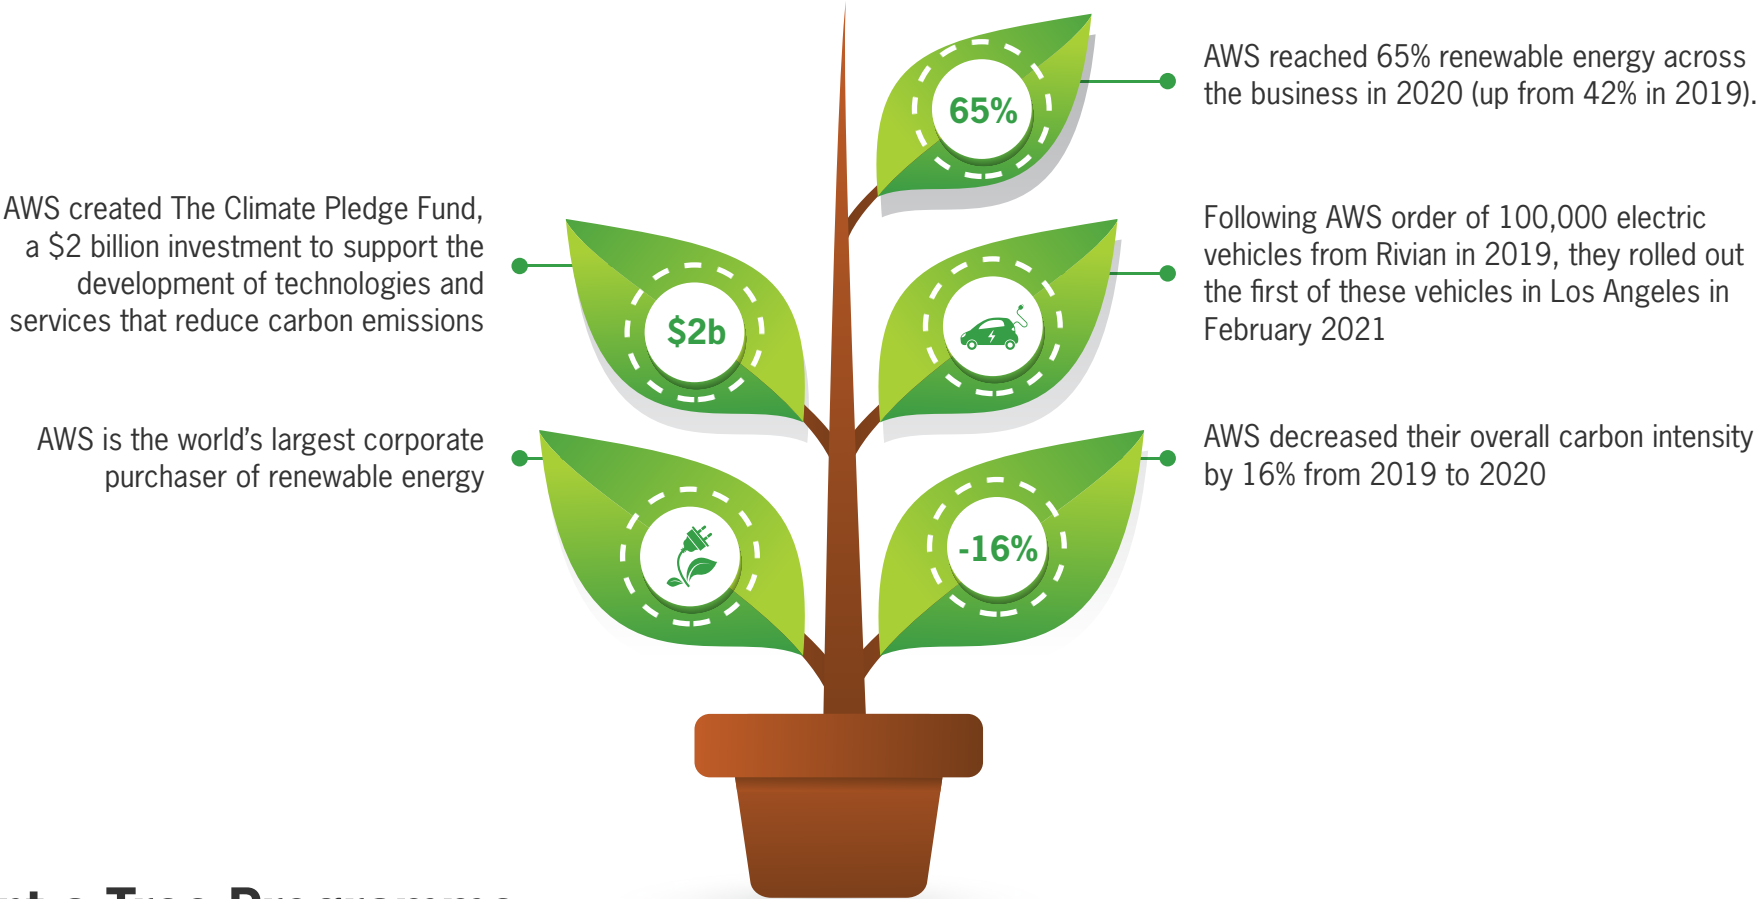 65%
AWS reached 65% renewable energy across
the business in 2020 (up from 42% in 2019).
AWS created The Climate Pledge Fund,
a $2 billion investment to support the
development of technologies and
services that reduce carbon emissions
$2b
Following AWS order of 100,000 electric
vehicles from Rivian in 2019, they rolled out
the first of these vehicles in Los Angeles in
February 2021
AWS is the world’s largest corporate
purchaser of renewable energy
-16%
AWS decreased their overall carbon intensity
by 16% from 2019 to 2020
a Tree Programme